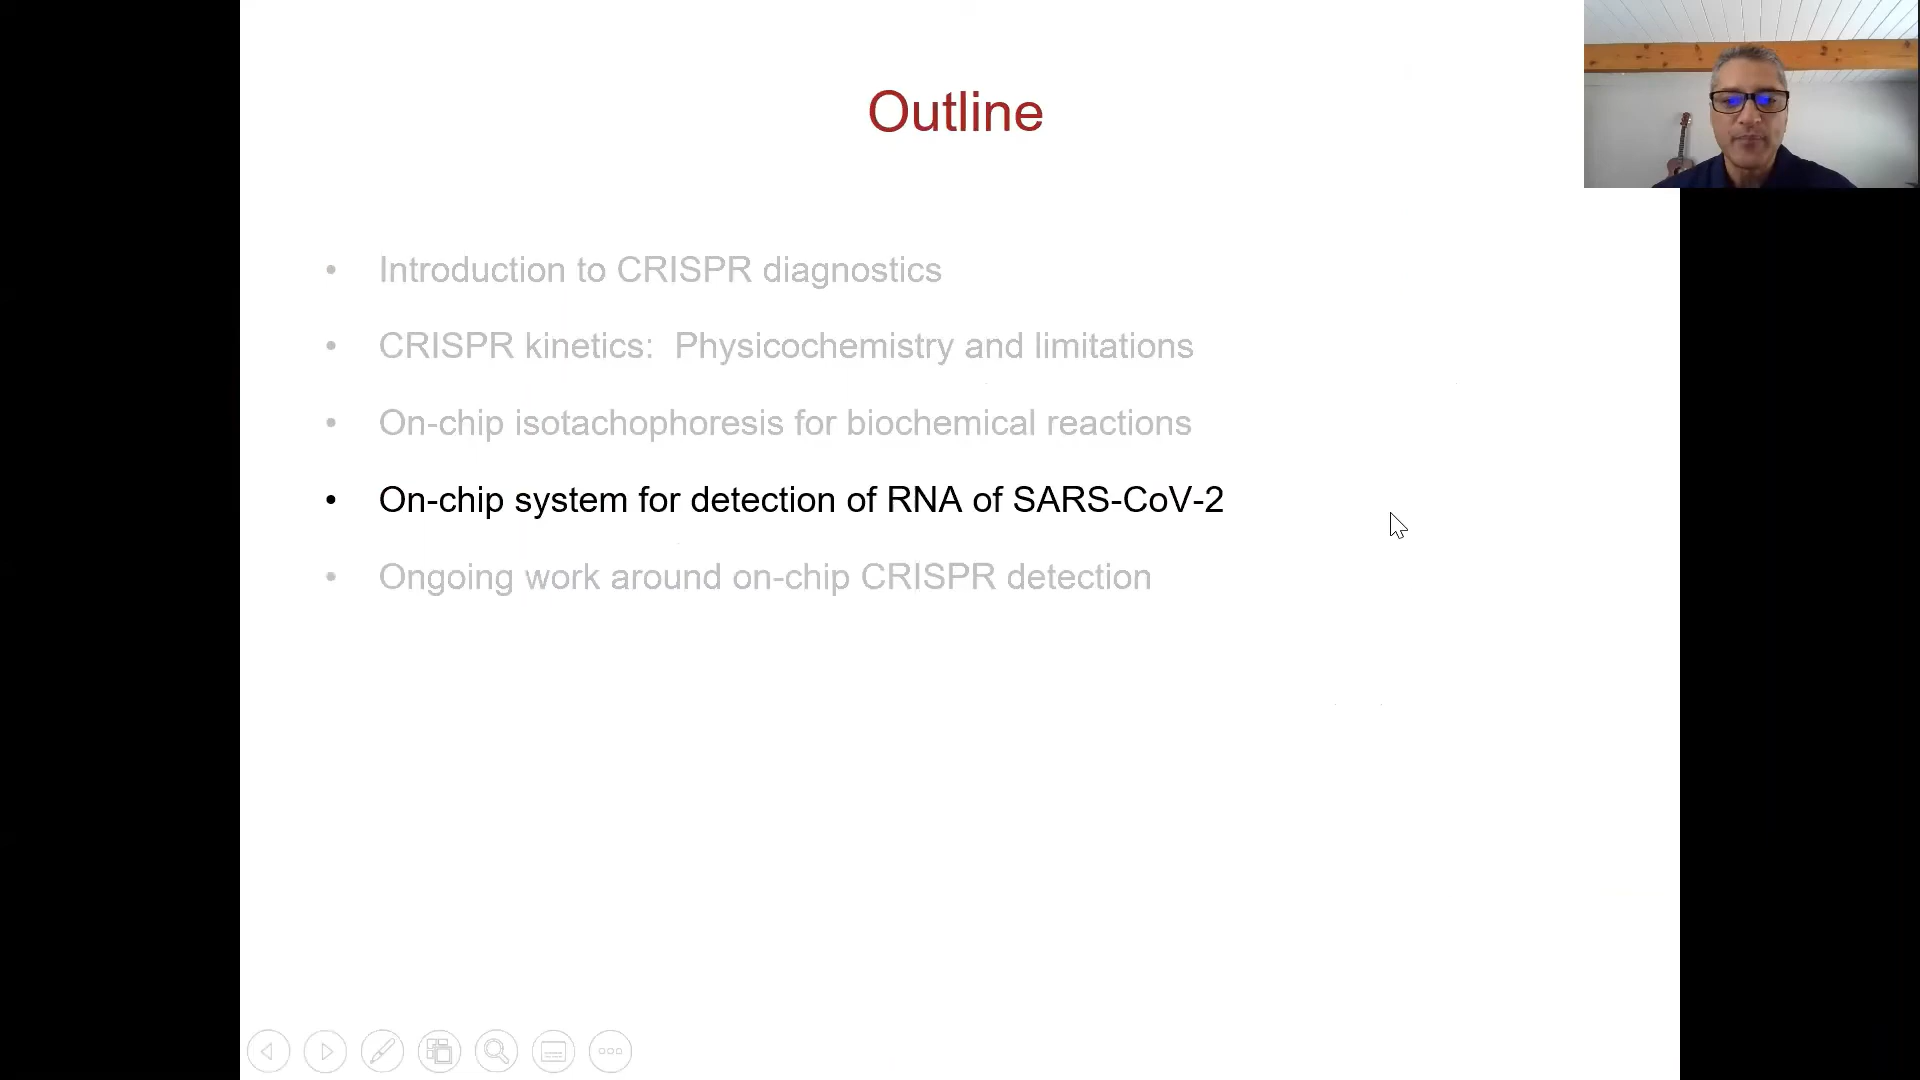 Outline
• Introduction to CRISPR diagnostics
• CRISPR kinetics:  Physicochemistry and limitations
• On-chip isotachophoresis for biochemical reactions
• On-chip system for detection of RNA of SARS-CoV-2
• Ongoing work around on-chip CRISPR detection